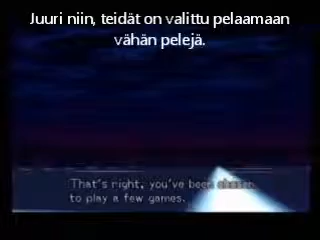 Juuri niin, teidät on valittu pelaamaan
vähän pelejä.
That's right, you've been chosen
to play a few games.